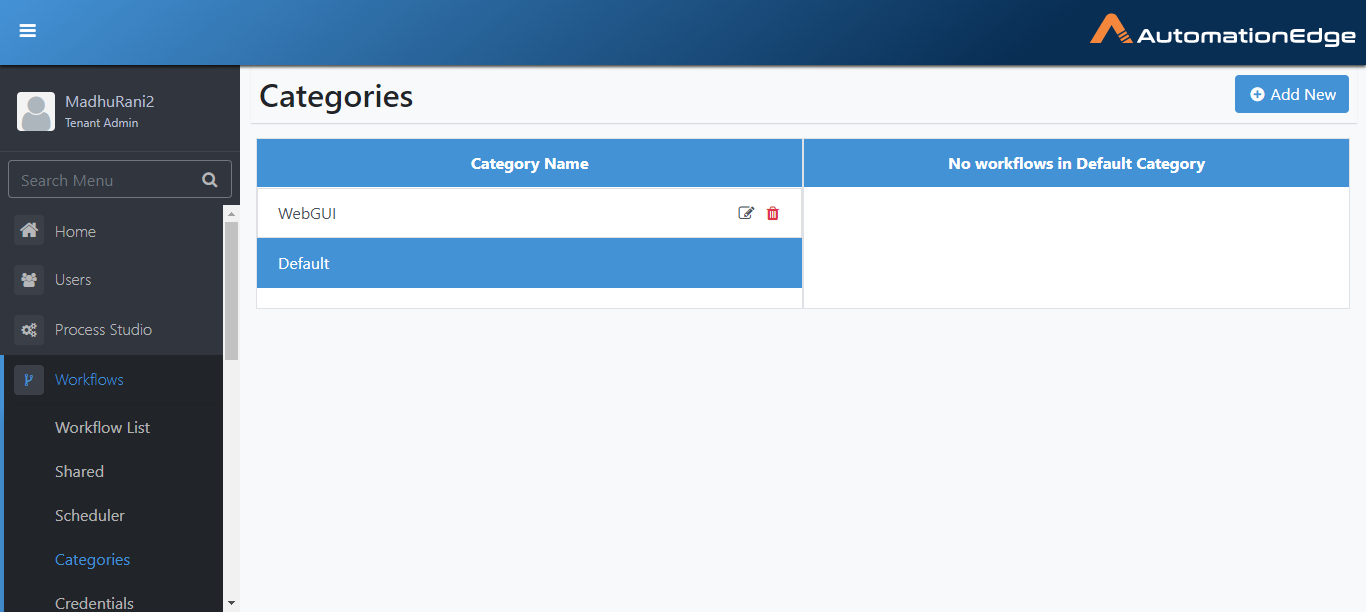 AutomationEdge
MadhuRani2
Tenant Admin
Search Menu
Home
Users
Process Studio
Workflows
Workflow List
Shared
Scheduler
Categories
Credentials
Categories
Add New
Category Name
No workflows in Default Category
WebGUI
Default